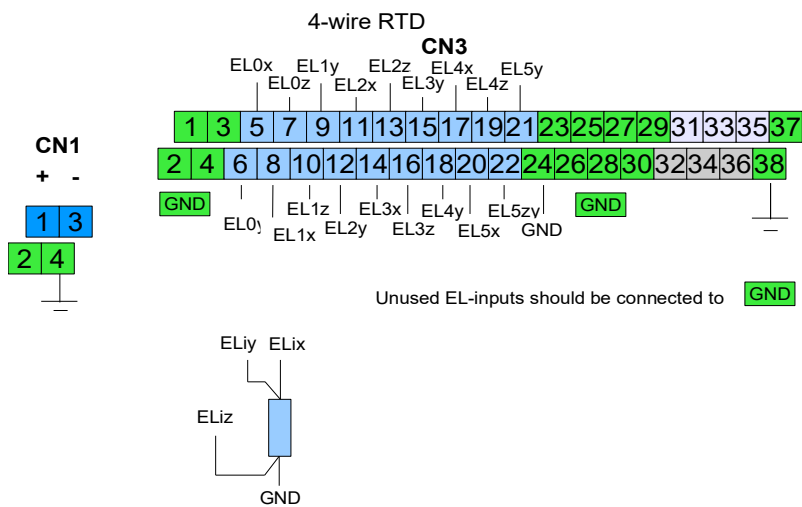 4-wire RTD
CN3
EL0x EL1y EL2z EL4x EL5y
EL0z EL2x EL3y EL4z
1 3 5 7 9 11 13 15 17 19 21 23 25 27 29 31 33 35 37
CN1
2 4 6 8 10 12 14 16 18 20 22 24 26 28 30 32 34 36 38
+ -
GND EL1z EL3x EL5zy GND
EL0y EL2y EL4y
EL1x EL3z EL5x GND
1 3
2 4
Unused EL-inputs should be connected to GND
ELiy ELix
ELiz
GND